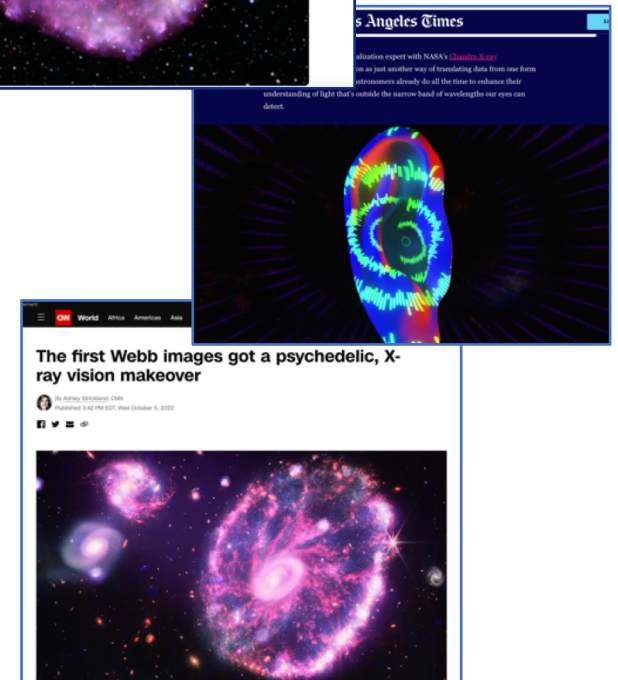 s Angeles Times
alization expert with NASA's Chandra X-ray
on as just another way of translating data from one form
astronomers already do all the time to enhance their
understanding of light that's outside the narrow band of wavelengths our eyes can
detect.
CNN World Africa Americas Asia
The first Webb images got a psychedelic, X-
ray vision makeover
By Ashley Strickland, CNN
Published 3:42 PM EDT, Wed October 5, 2022